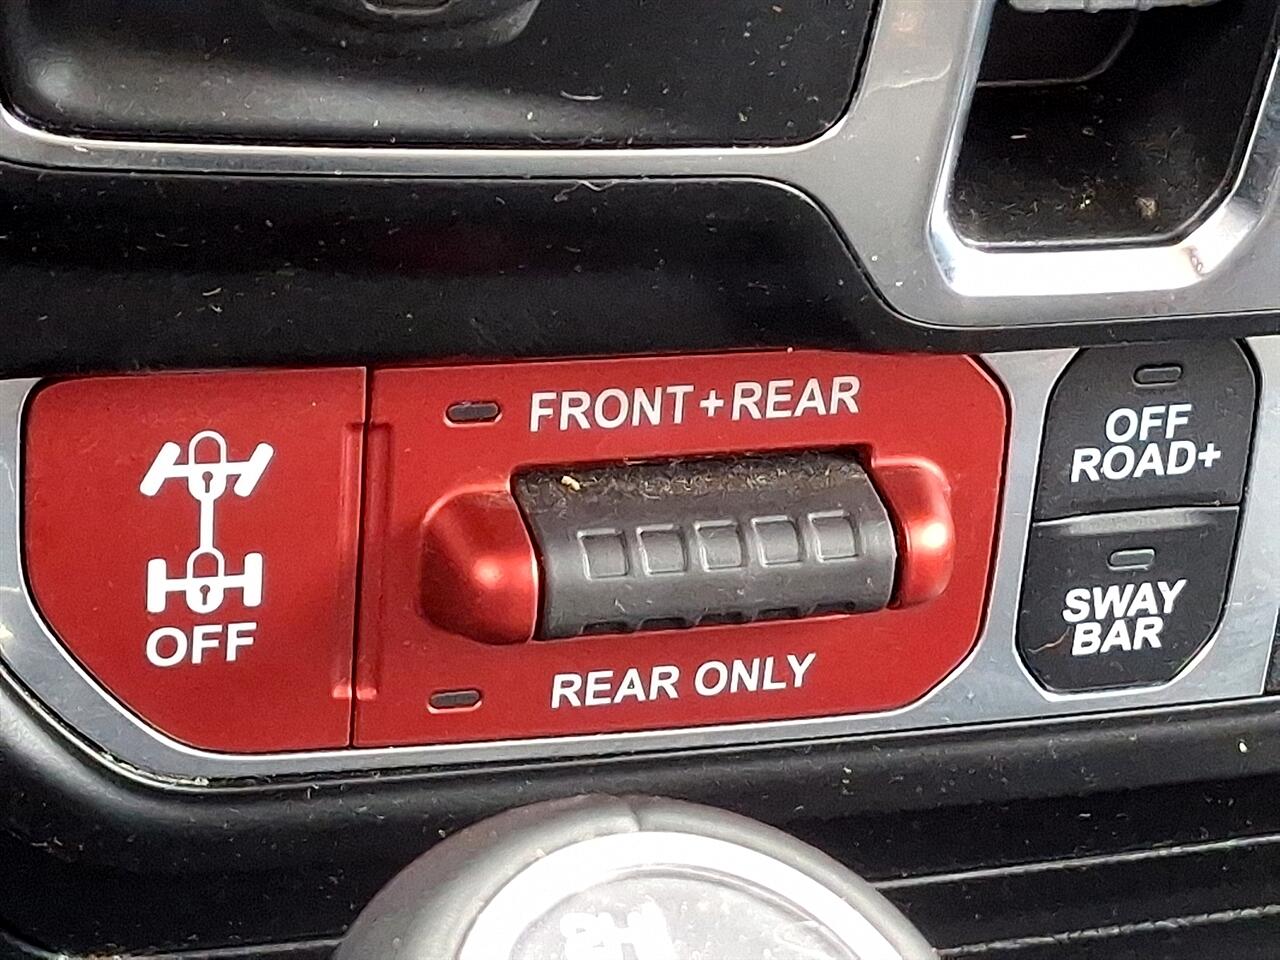 FRONT+REAR
OFF
REAR ONLY
OFF
ROAD+
SWAY
BAR